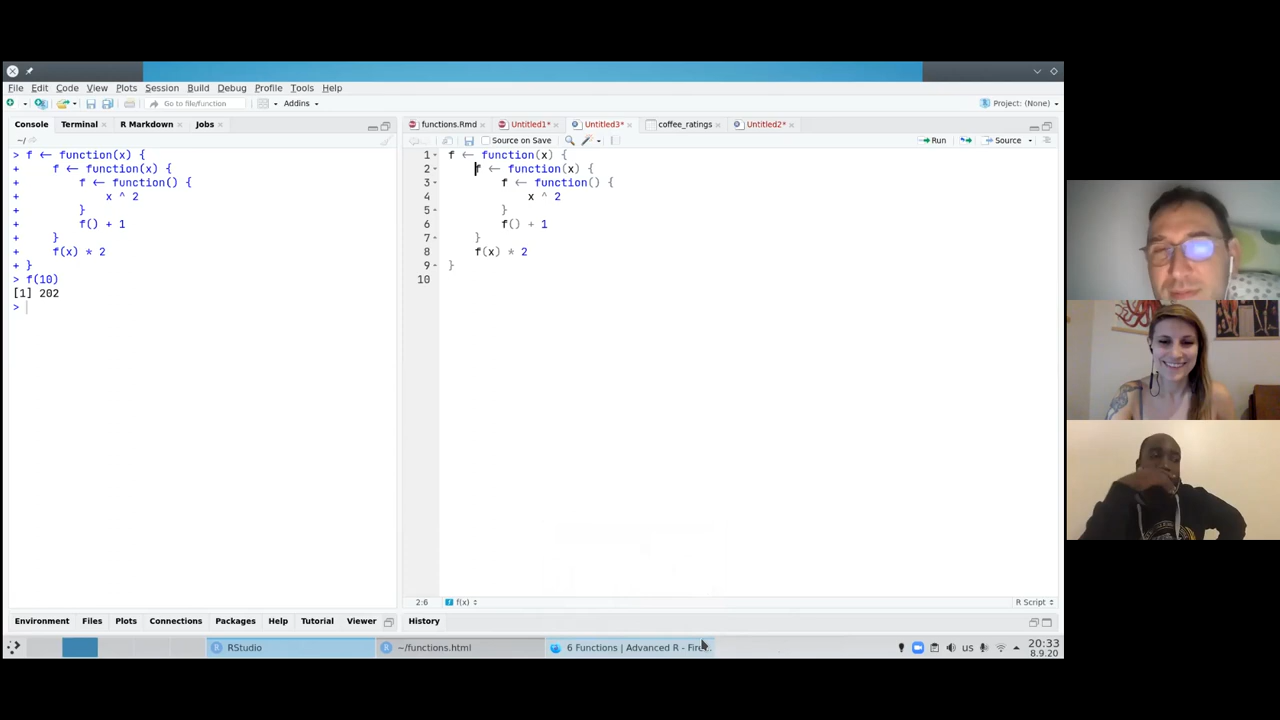 File Edit Code View Plots Session Build Debug Profile Tools Help
Go to file/function Addins Project: (None)
Console Terminal R Markdown Jobs
~/
> f ← function(x) {
+ f ← function(x) {
+ f ← function() {
+ x ^ 2
+ }
+ f() + 1
+ }
+ f(x) * 2
+ }
> f(10)
[1] 202
>
functions.Rmd Untitled1* Untitled3* coffee_ratings Untitled2*
Source on Save Run Source
1 f ← function(x) {
2 f ← function(x) {
3 f ← function() {
4 x ^ 2
5 }
6 f() + 1
7 }
8 f(x) * 2
9 }
10
2:6 f(x) R Script
Environment Files Plots Connections Packages Help Tutorial Viewer
History
RStudio ~/functions.html 6 Functions | Advanced R - Fire...
us 20:33
8.9.20